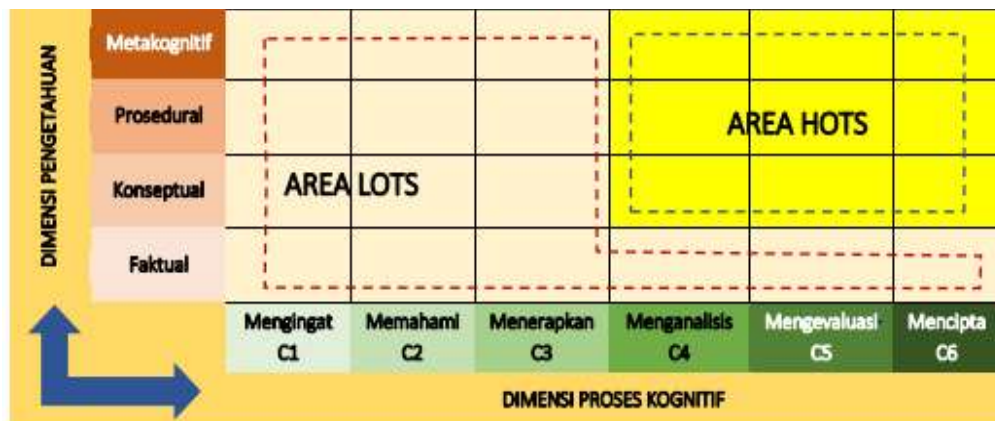 DIMENSI PENGETAHUAN
Metakognitif
Prosedural
Konseptual
Faktual
AREA HOTS
AREA LOTS
Mengingat
C1
Memahami
C2
Menerapkan
C3
Menganalisis
C4
Mengevaluasi
C5
Mencipta
C6
DIMENSI PROSES KOGNITIF